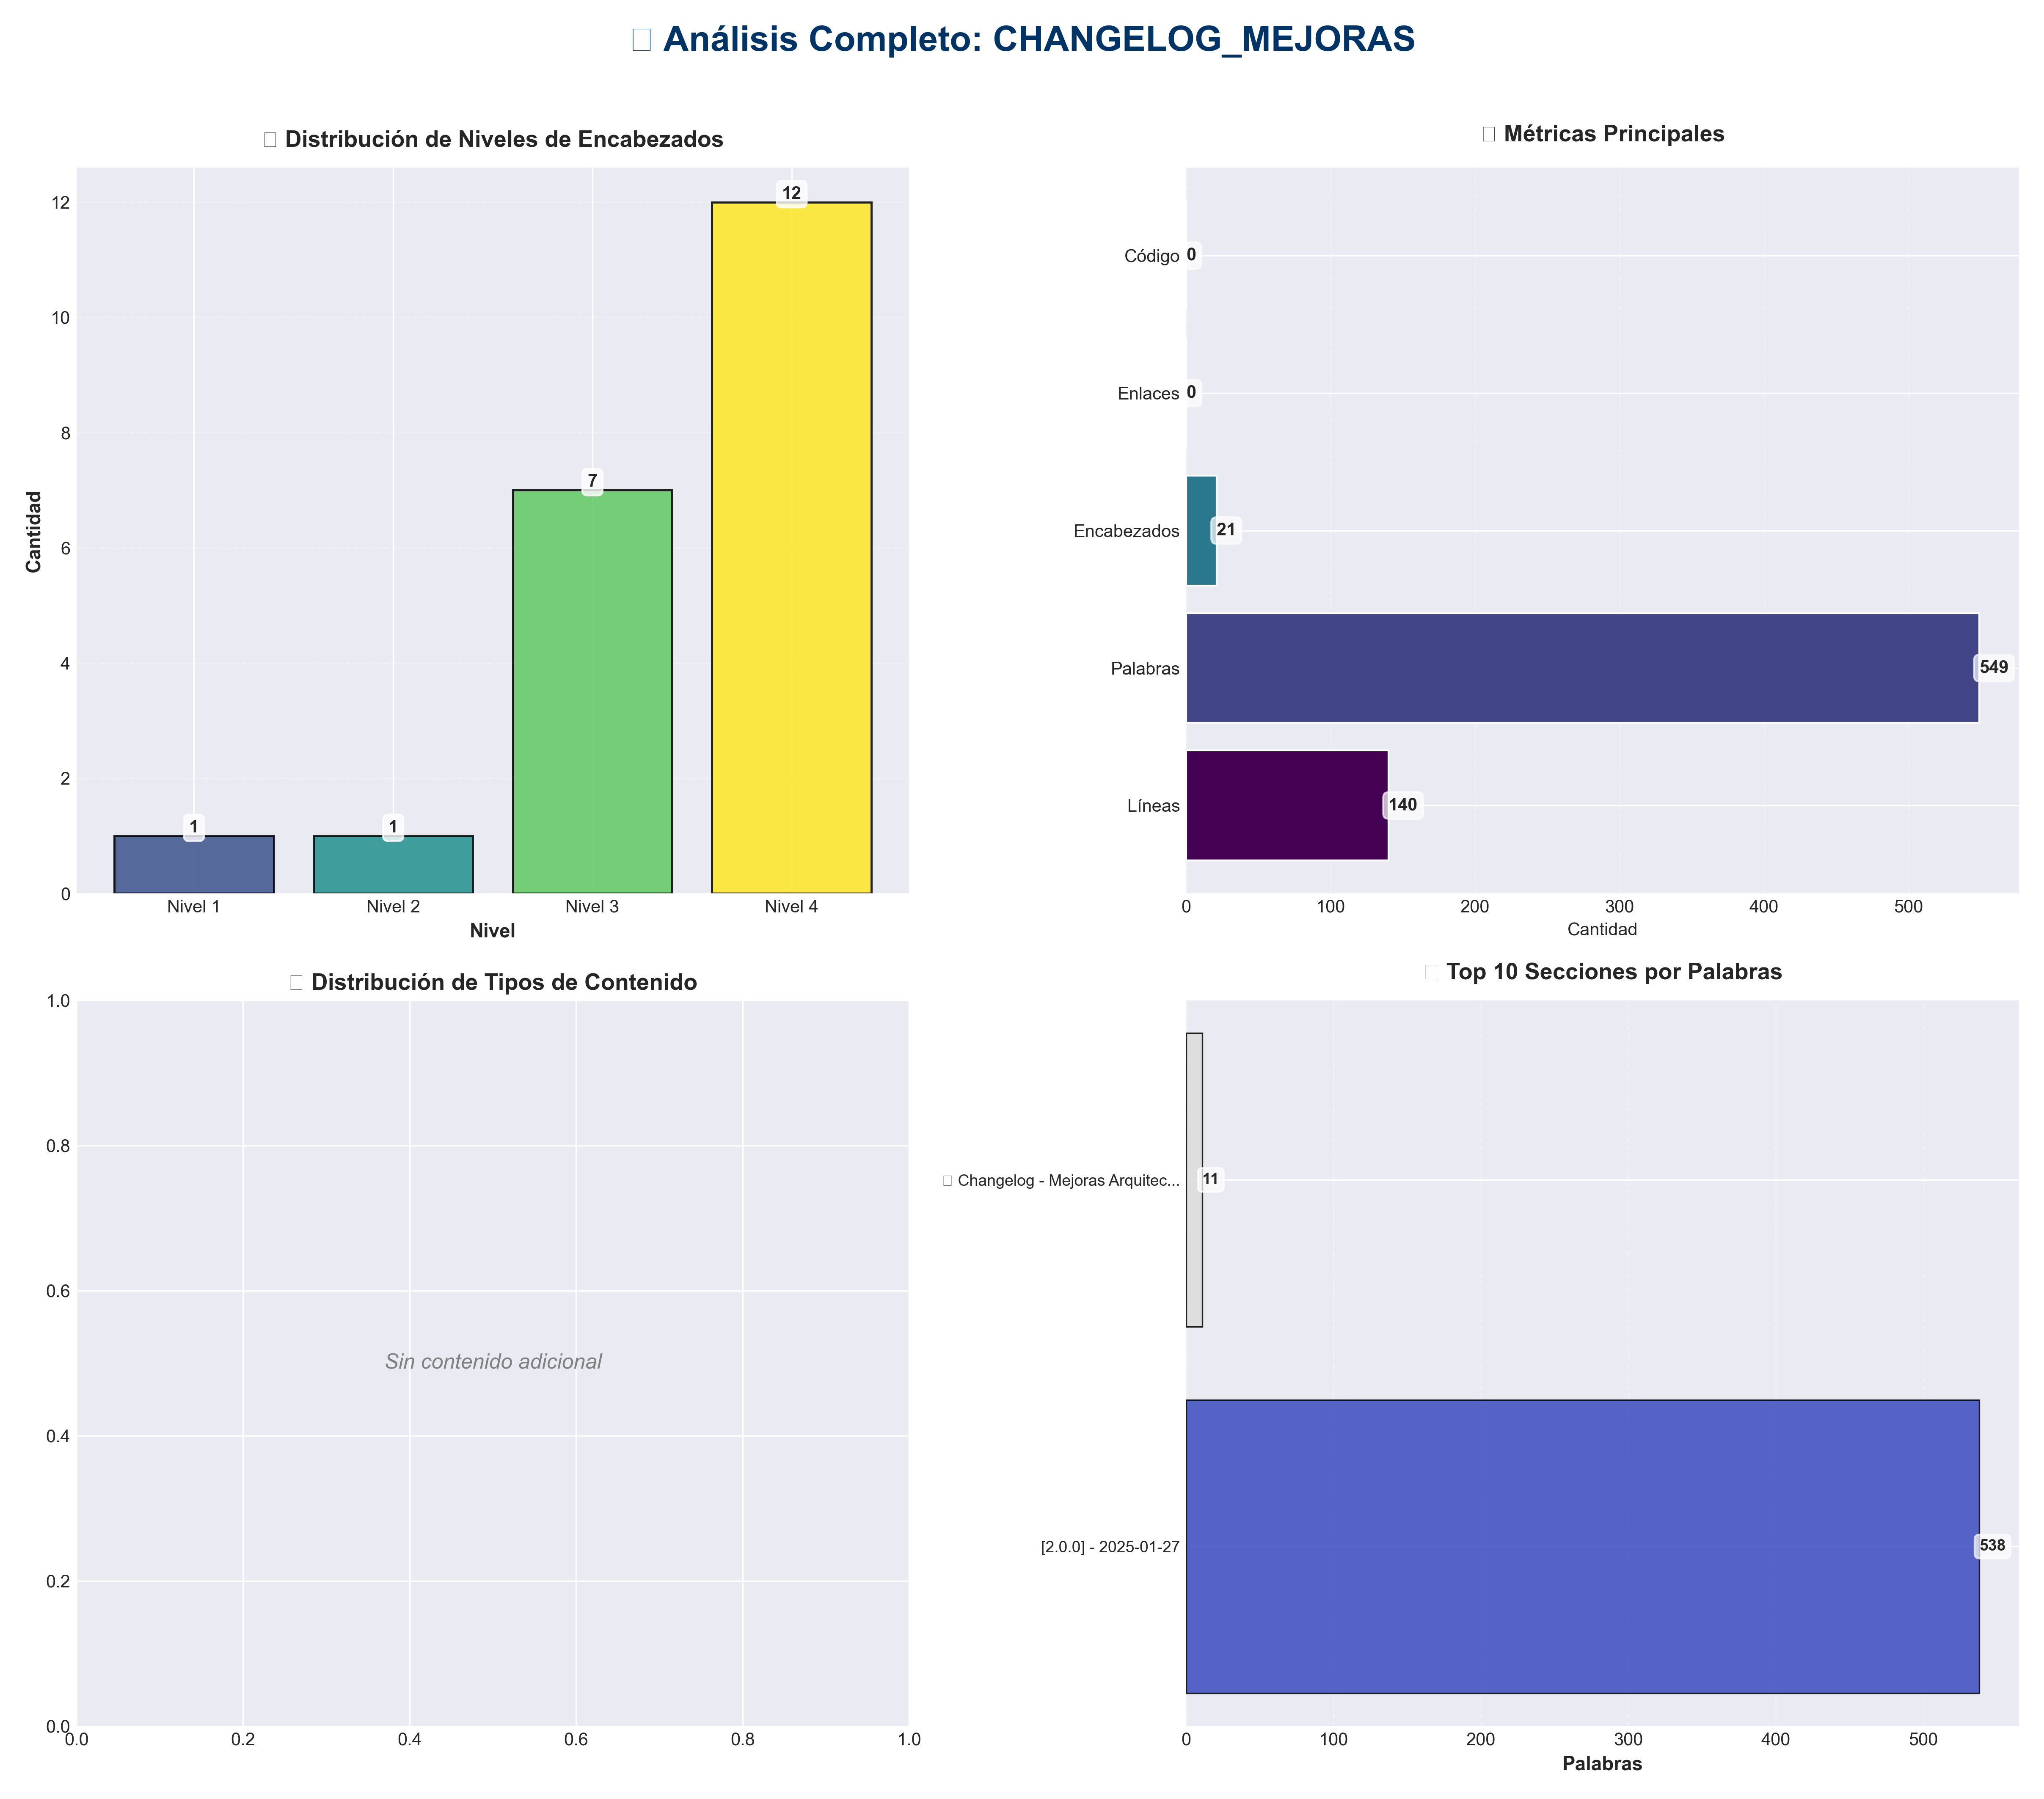 Análisis Completo: CHANGELOG_MEJORAS
Distribución de Niveles de Encabezados
12
10
8
6
4
2
0
Cantidad
1
1
7
12
Nivel 1
Nivel 2
Nivel 3
Nivel 4
Nivel
Métricas Principales
Código
0
Enlaces
0
Encabezados
21
Palabras
549
Líneas
140
0
100
200
300
400
500
Cantidad
Distribución de Tipos de Contenido
1.0
0.8
0.6
0.4
0.2
0.0
Sin contenido adicional
0.0
0.2
0.4
0.6
0.8
1.0
Top 10 Secciones por Palabras
Changelog - Mejoras Arquitec...
11
[2.0.0] - 2025-01-27
538
0
100
200
300
400
500
Palabras